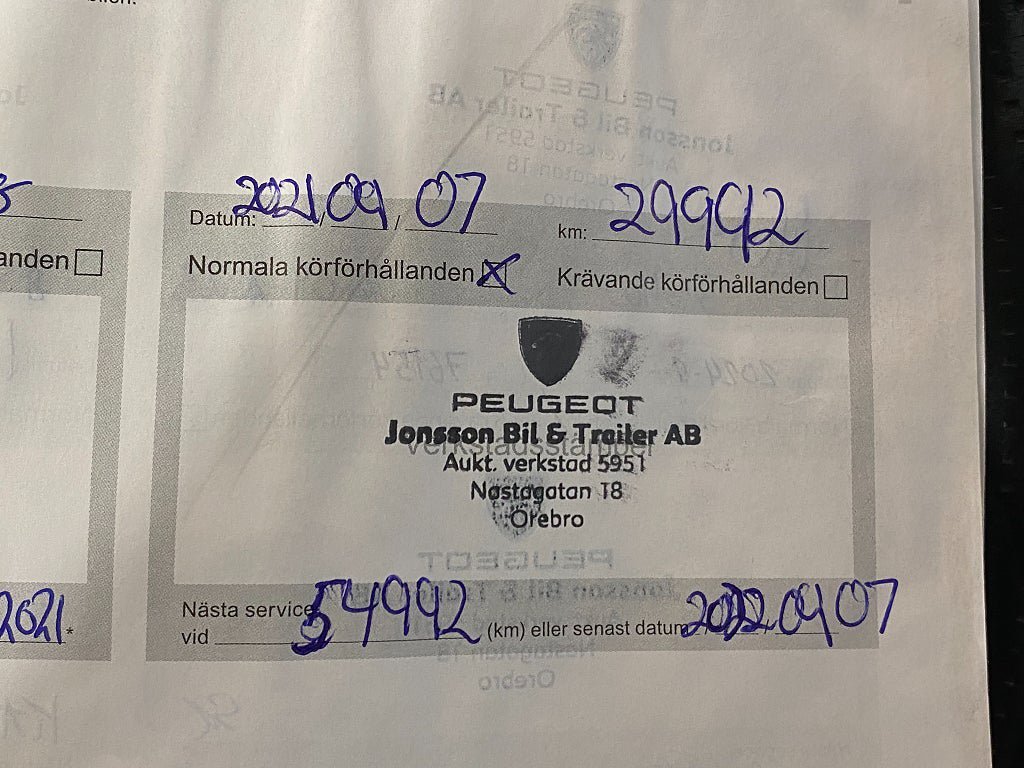 Datum: 2021/09/07 km: 29992
anden
Normala körförhållanden Krävande körförhållanden
PEUGEOT
Jonsson Bil & Trailer AB
verkstadsstämpel
Aukt. verkstad 5951
Nastagatan 18
Örebro
2021.*
Nästa service
vid 54992 (km) eller senast datum 2022 09 07